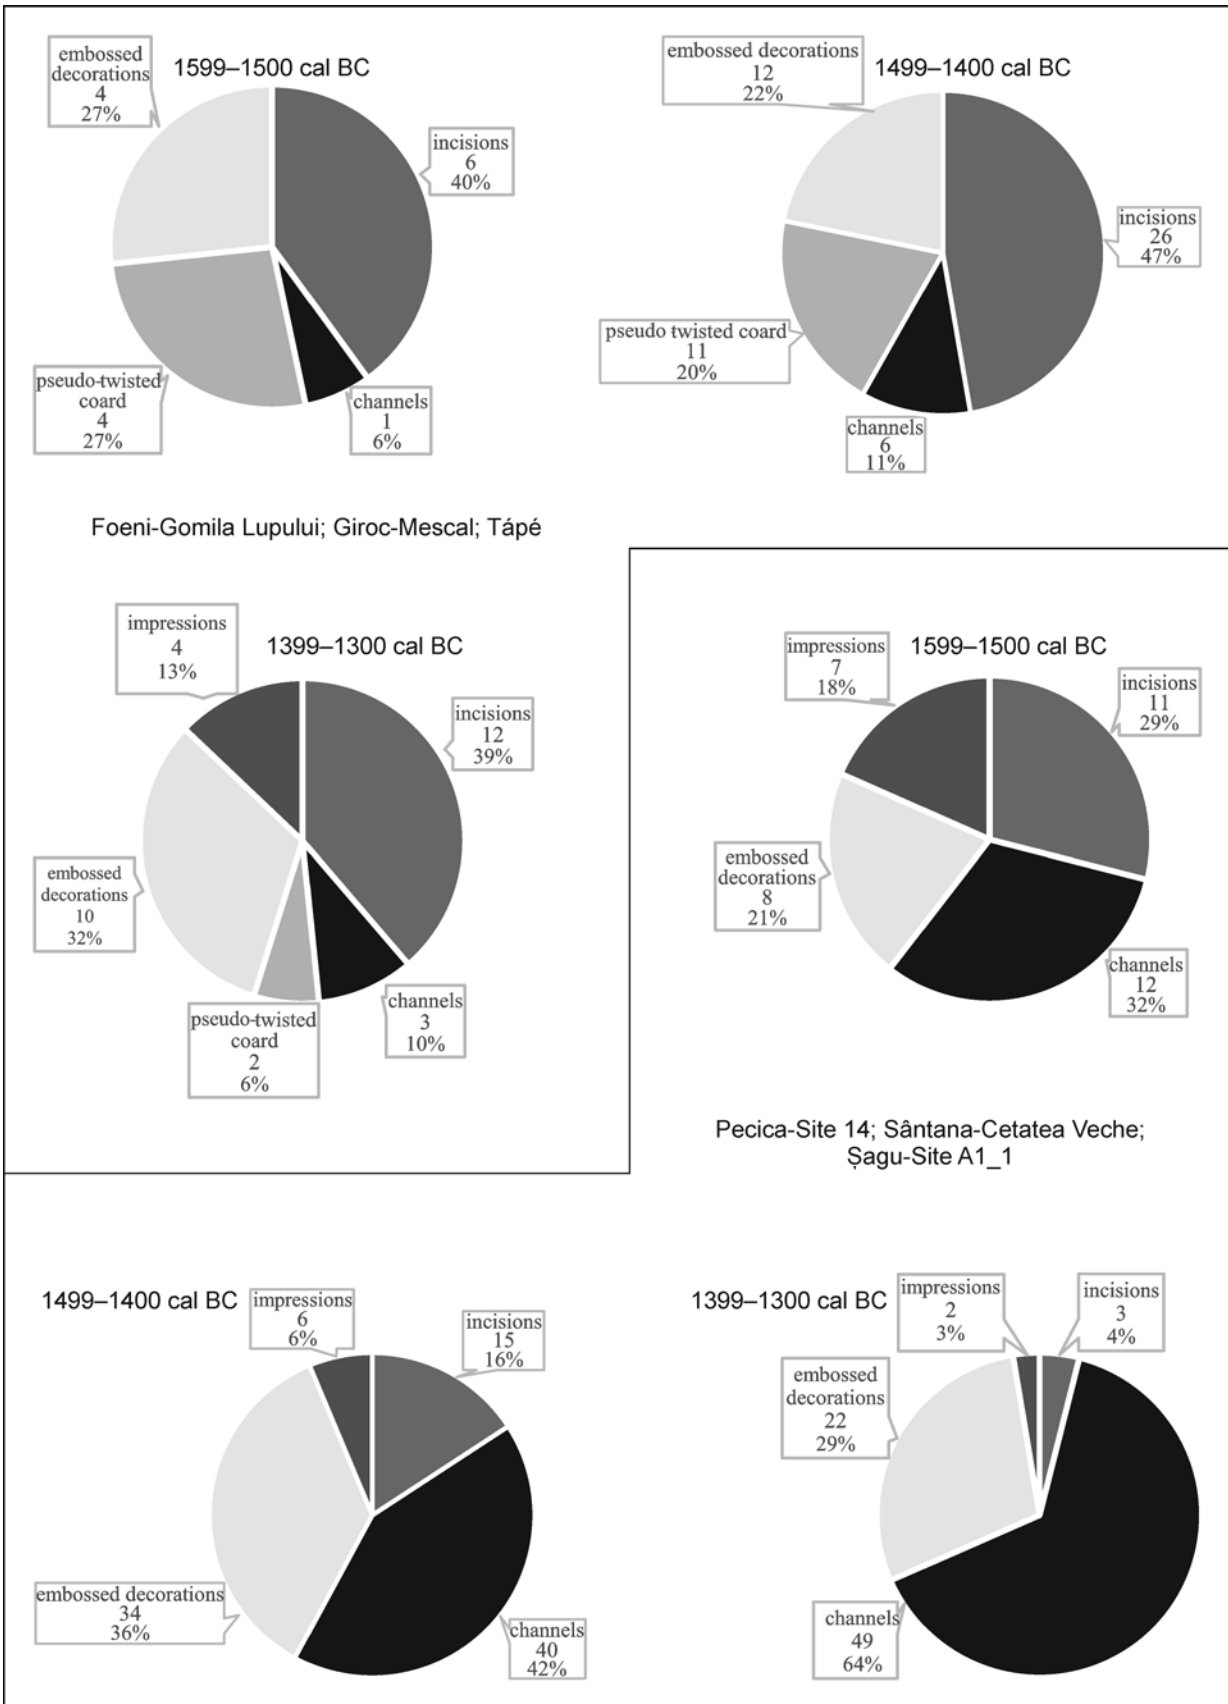 1599–1500 cal BC
embossed
decorations
4
27%
incisions
6
40%
channels
1
6%
pseudo-twisted
coard
4
27%
1499–1400 cal BC
embossed decorations
12
22%
incisions
26
47%
channels
6
11%
pseudo twisted coard
11
20%
Foeni-Gomila Lupului; Giroc-Mescal; Tápé
1399–1300 cal BC
impressions
4
13%
incisions
12
39%
channels
3
10%
pseudo-twisted
coard
2
6%
embossed
decorations
10
32%
1599–1500 cal BC
impressions
7
18%
incisions
11
29%
channels
12
32%
embossed
decorations
8
21%
Pecica-Site 14; Sântana-Cetatea Veche;
Șagu-Site A1_1
1499–1400 cal BC
impressions
6
6%
incisions
15
16%
channels
40
42%
embossed decorations
34
36%
1399–1300 cal BC
impressions
2
3%
incisions
3
4%
embossed
decorations
22
29%
channels
49
64%